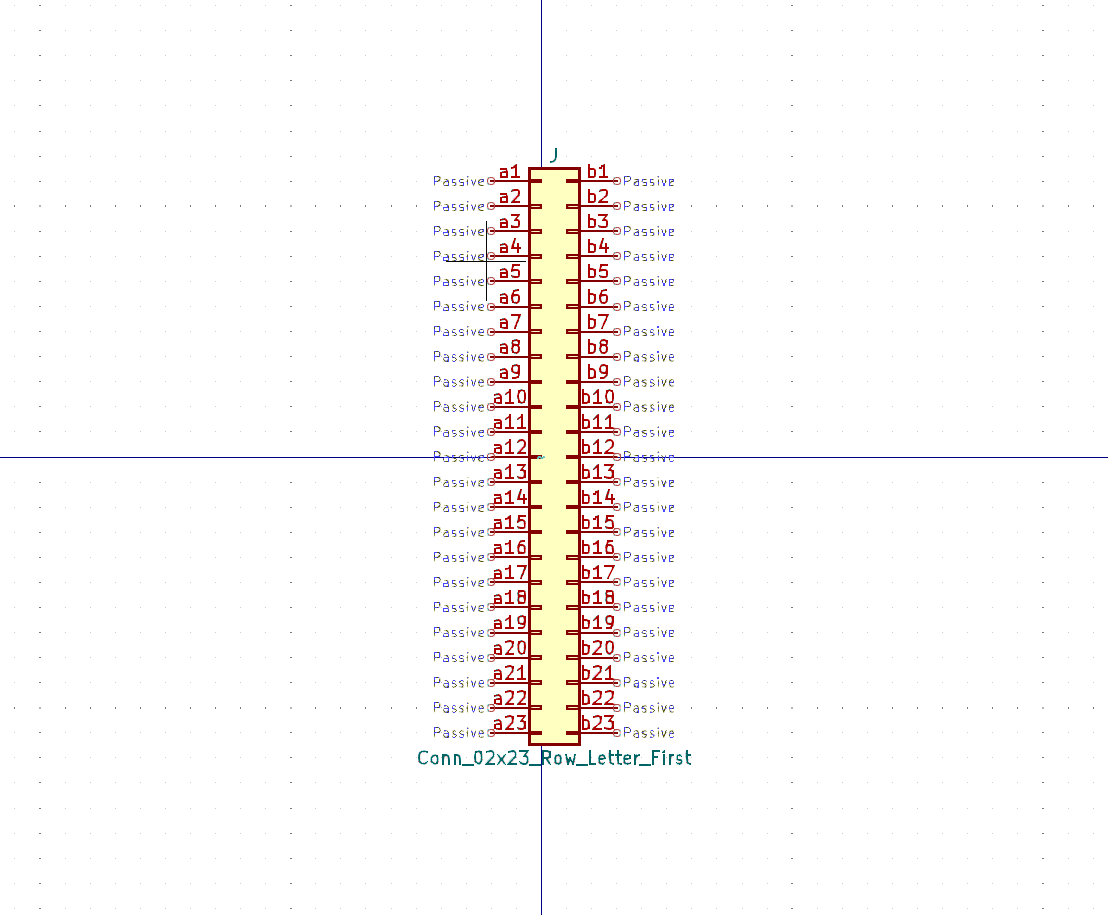 J
Passive a1 b1 Passive
Passive a2 b2 Passive
Passive a3 b3 Passive
Passive a4 b4 Passive
Passive a5 b5 Passive
Passive a6 b6 Passive
Passive a7 b7 Passive
Passive a8 b8 Passive
Passive a9 b9 Passive
Passive a10 b10 Passive
Passive a11 b11 Passive
Passive a12 b12 Passive
Passive a13 b13 Passive
Passive a14 b14 Passive
Passive a15 b15 Passive
Passive a16 b16 Passive
Passive a17 b17 Passive
Passive a18 b18 Passive
Passive a19 b19 Passive
Passive a20 b20 Passive
Passive a21 b21 Passive
Passive a22 b22 Passive
Passive a23 b23 Passive
Conn_02x23_Row_Letter_First